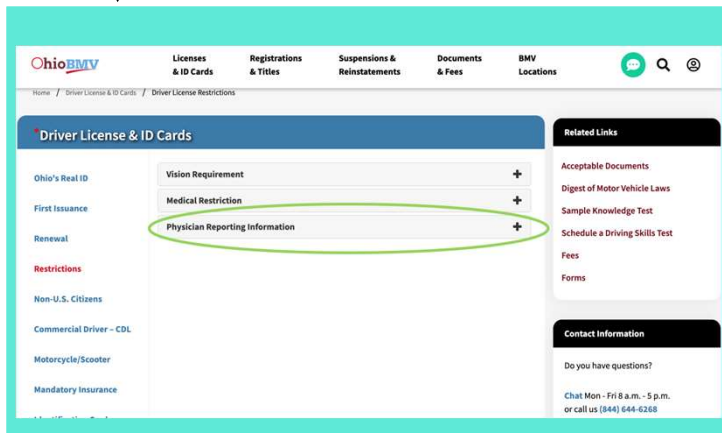 OhioBMV
Licenses
& ID Cards
Registrations
& Titles
Suspensions &
Reinstatements
Documents
& Fees
BMV
Locations
Home / Driver License & ID Cards / Driver License Restrictions
*Driver License & ID Cards
Ohio's Real ID
First Issuance
Renewal
Restrictions
Non-U.S. Citizens
Commercial Driver – CDL
Motorcycle/Scooter
Mandatory Insurance
Vision Requirement +
Medical Restriction +
Physician Reporting Information +
Related Links
Acceptable Documents
Digest of Motor Vehicle Laws
Sample Knowledge Test
Schedule a Driving Skills Test
Fees
Forms
Contact Information
Do you have questions?
Chat Mon - Fri 8 a.m. - 5 p.m.
or call us (844) 644-6268